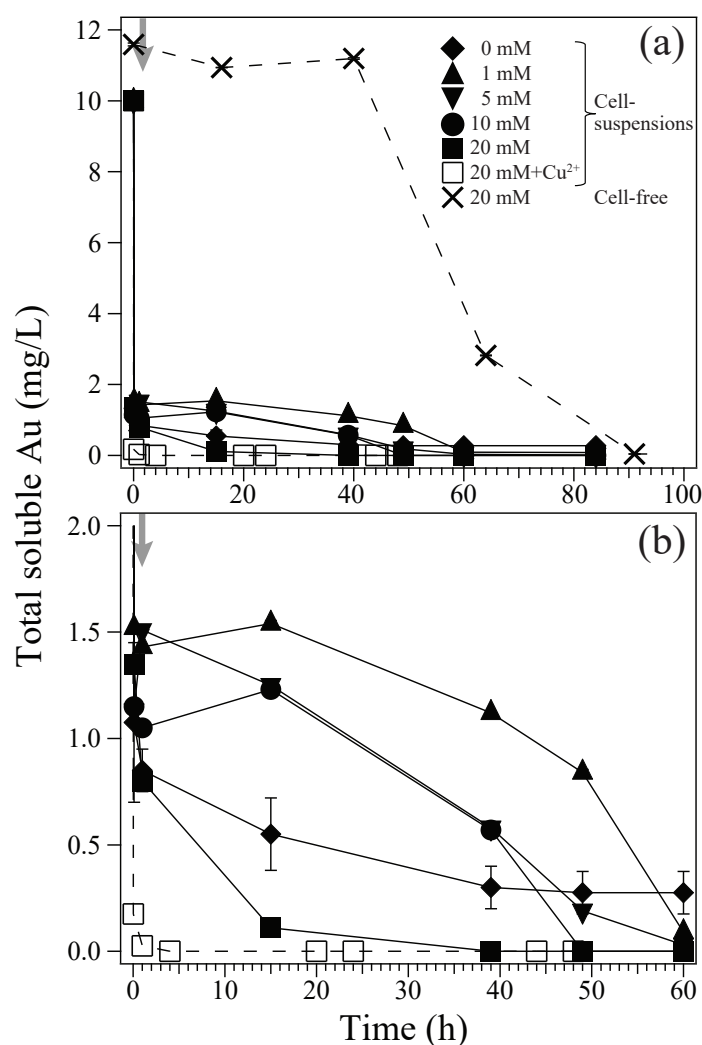 (a)
12
10
8
6
4
2
0
0 mM
1 mM
5 mM
10 mM
20 mM
20 mM+Cu²⁺
20 mM
Cell-
suspensions
Cell-free
0 20 40 60 80 100
Total soluble Au (mg/L)
(b)
2.0
1.5
1.0
0.5
0.0
0 10 20 30 40 50 60
Time (h)